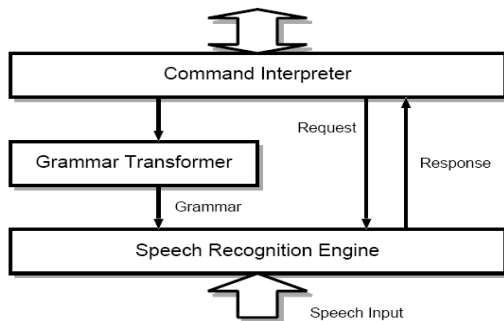 Command Interpreter
Request
Grammar Transformer
Response
Grammar
Speech Recognition Engine
Speech Input